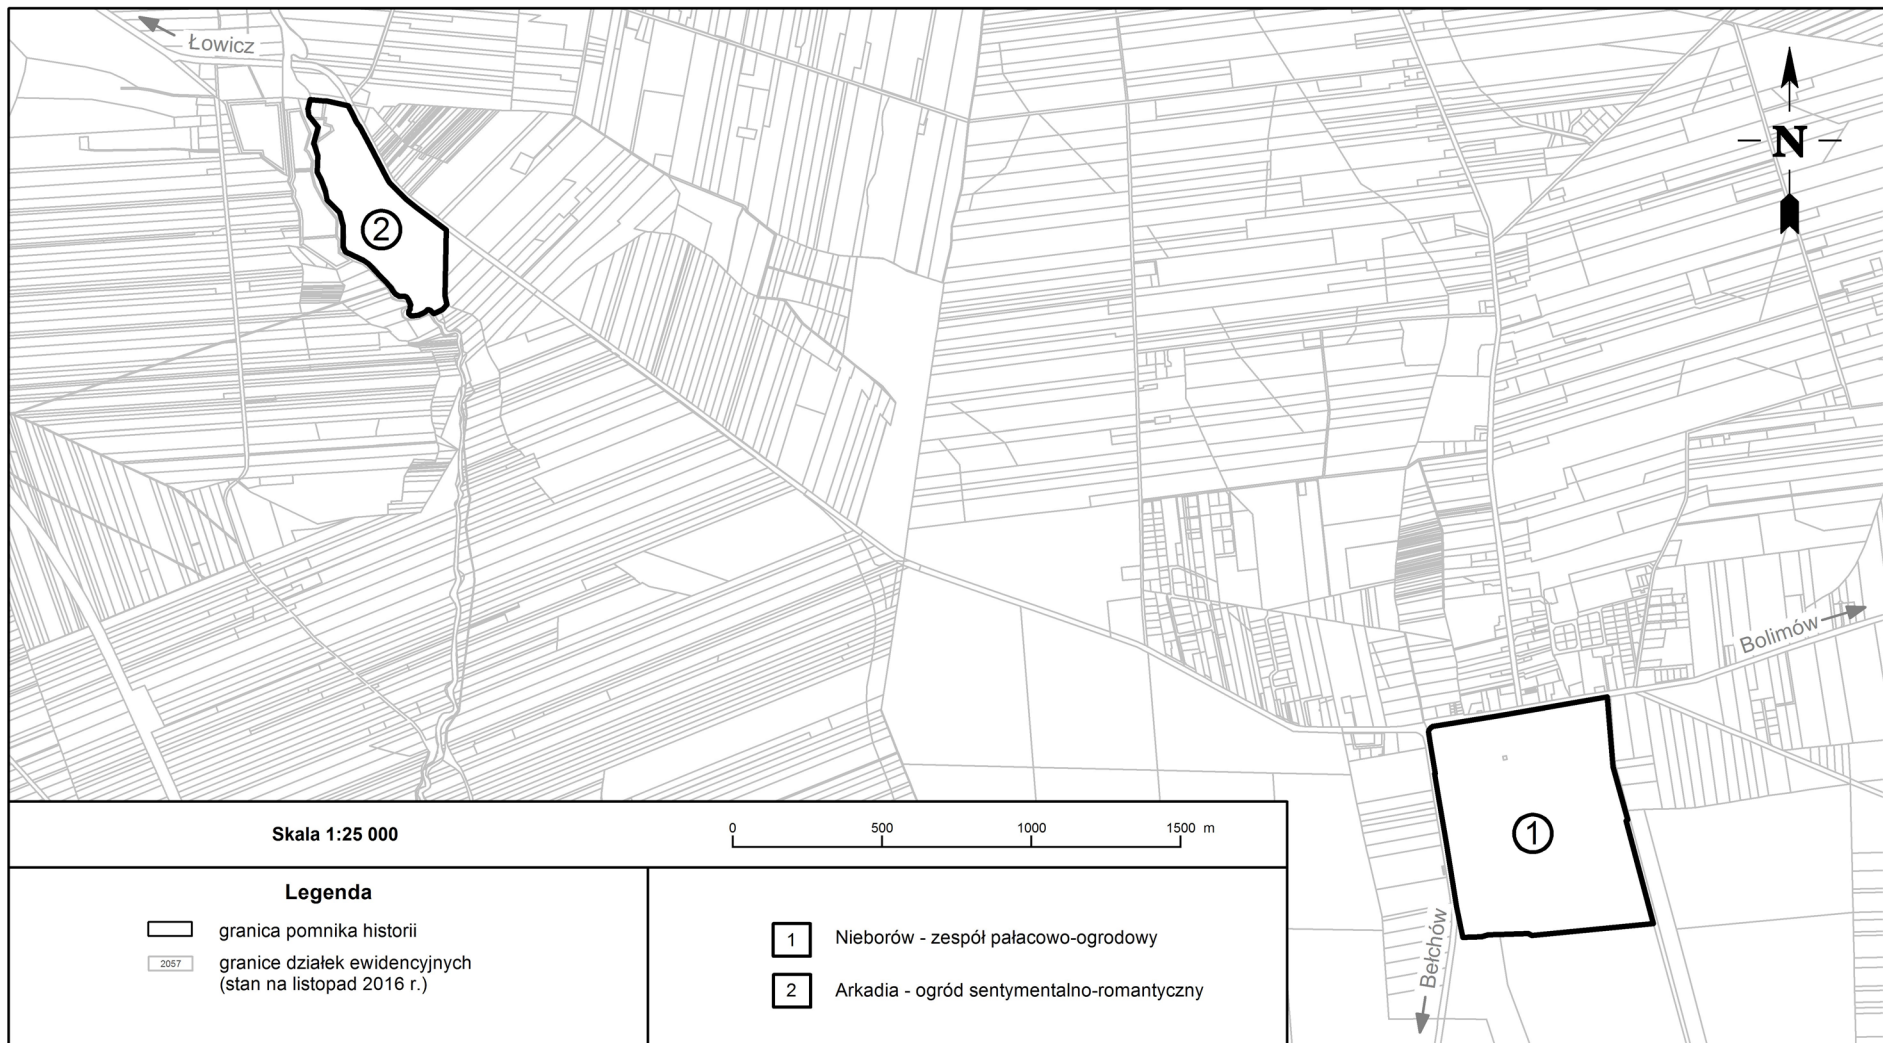 Łowicz
N
2
Bolimów
1
Bełchów
Skala 1:25 000
0 500 1000 1500 m
Legenda
granica pomnika historii
2057 granice działek ewidencyjnych
(stan na listopad 2016 r.)
1 Nieborów - zespół pałacowo-ogrodowy
2 Arkadia - ogród sentymentalno-romantyczny